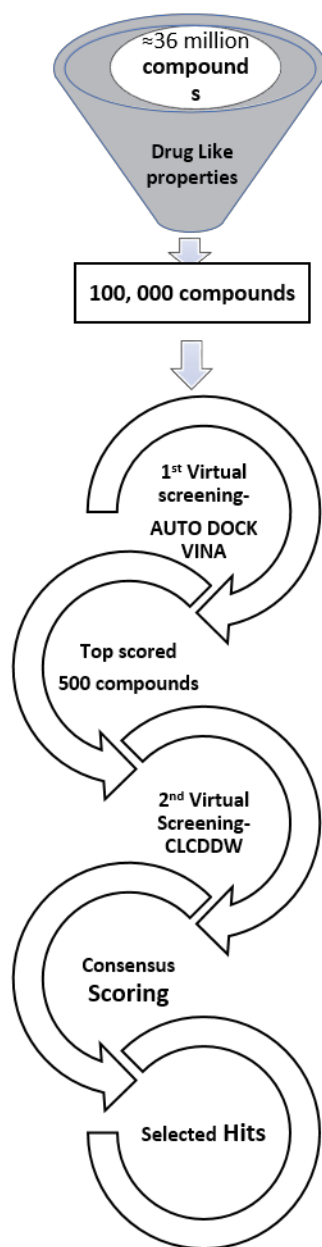 ≈36 million
compound
s
Drug Like
properties
100, 000 compounds
1st Virtual
screening-
AUTO DOCK
VINA
Top scored
500 compounds
2nd Virtual
Screening-
CLCDDW
Consensus
Scoring
Selected Hits